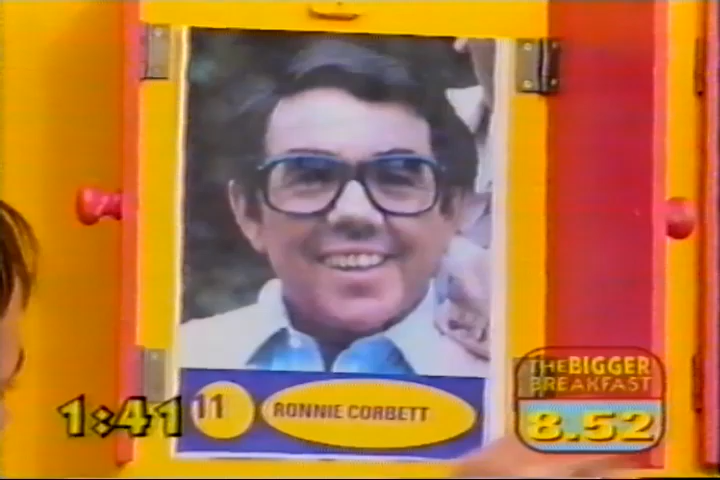 1:41
11
RONNIE CORBETT
THE BIGGER
BREAKFAST
8.52